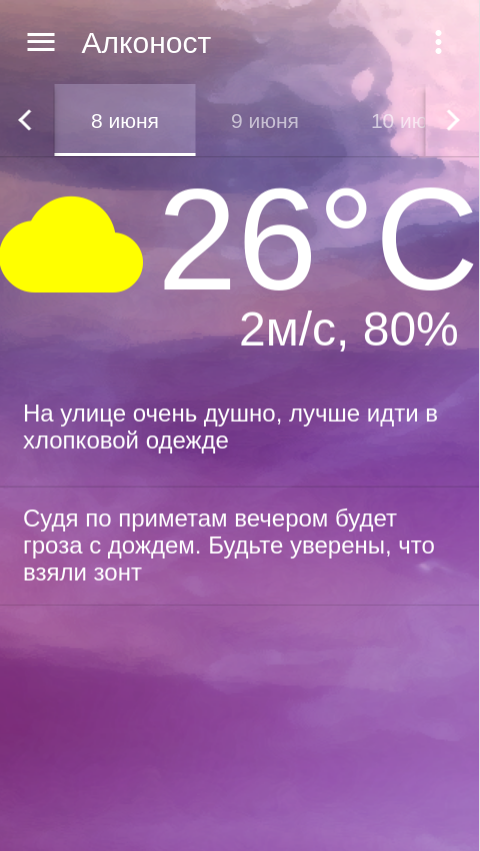 Алконост
8 июня
9 июня
10 ию
26°C
2м/с, 80%
На улице очень душно, лучше идти в
хлопковой одежде
Судя по приметам вечером будет
гроза с дождем. Будьте уверены, что
взяли зонт